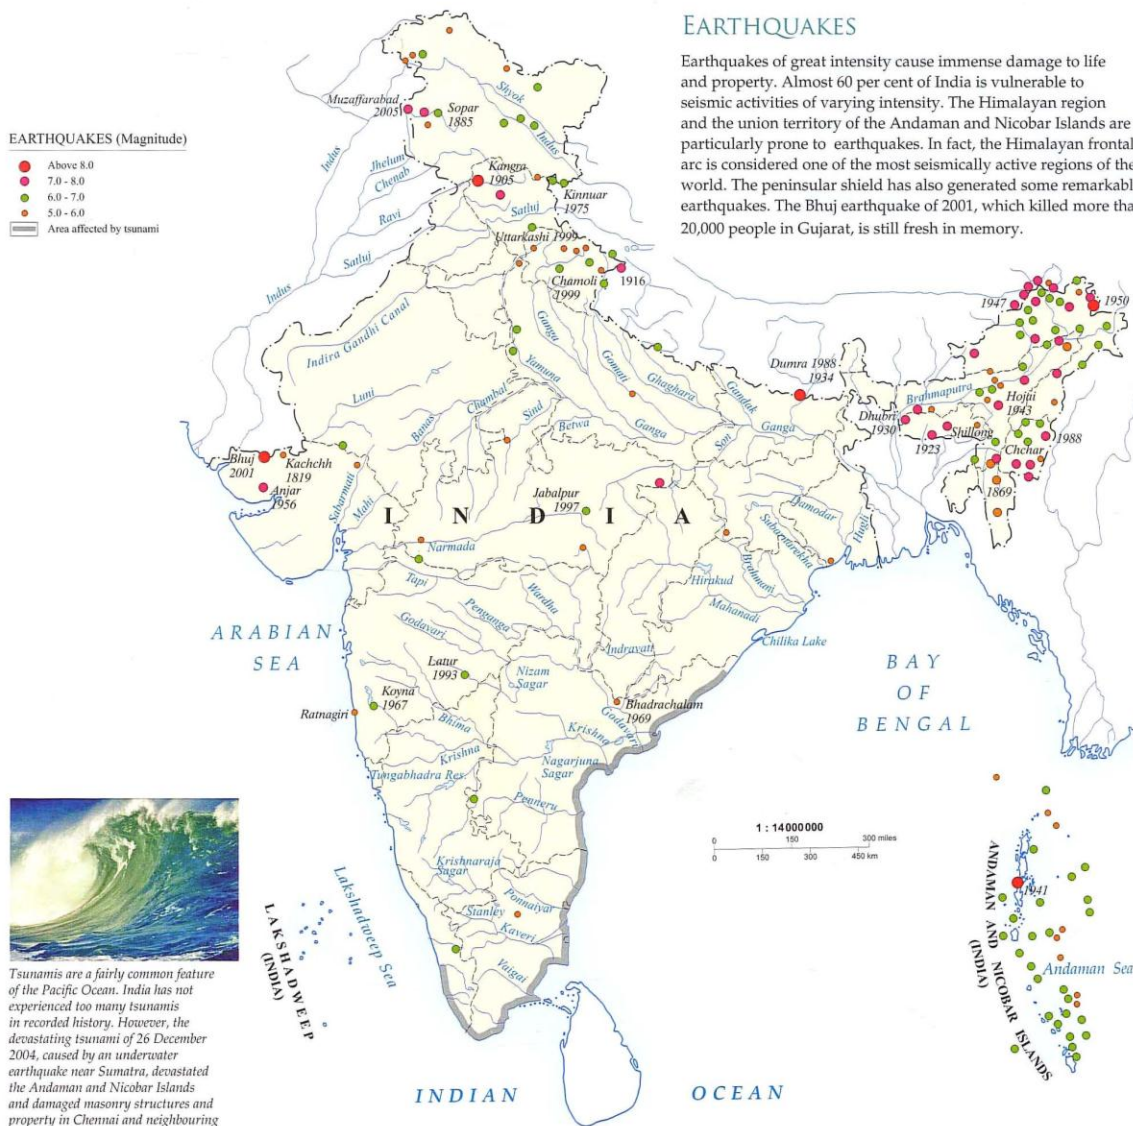 EARTHQUAKES
Earthquakes of great intensity cause immense damage to life
and property. Almost 60 per cent of India is vulnerable to
seismic activities of varying intensity. The Himalayan region
and the union territory of the Andaman and Nicobar Islands are
particularly prone to earthquakes. In fact, the Himalayan frontal
arc is considered one of the most seismically active regions of the
world. The peninsular shield has also generated some remarkabl
earthquakes. The Bhuj earthquake of 2001, which killed more tha
20,000 people in Gujarat, is still fresh in memory.
EARTHQUAKES (Magnitude)
Above 8.0
7.0 - 8.0
6.0 - 7.0
5.0 - 6.0
Area affected by tsunami
Muzaffarabad
2005
Sopar
1885
Shyok
Indus
Indus
Jhelum
Chenab
Kangra
1905
Kinnuar
1975
Ravi
Satluj
Satluj
Uttarkashi 1999
Indus
Chamoli
1999
1916
1947
1950
Indira Gandhi Canal
Ganga
Yamuna
Gomati
Ghaghara
Gandak
Dumra 1988
1934
Brahmaputra
Hojai
1943
Dhubri
1930
Shillong
1923
1988
Chchar
1869
Luni
Banas
Chambal
Sind
Betwa
Ganga
Son
Ganga
Bhuj
2001
Kachchh
1819
Anjar
1956
Sabarmati
Mahi
Jabalpur
1997
INDIA
Damodar
Hugli
Subarnarekha
Brahmani
Narmada
Tapi
Wardha
Penganga
Godavari
Hirakud
Mahanadi
Chilika Lake
Indravati
ARABIAN
SEA
BAY
OF
BENGAL
Latur
1993
Nizam
Sagar
Koyna
1967
Ratnagiri
Bhima
Bhadrachalam
1969
Godavari
Krishna
Krishna
Nagarjuna
Sagar
Tungabhadra Res.
Penneru
1 : 14000000
0 150 300 miles
0 150 300 450 km
Krishnaraja
Sagar
Ponnaiyar
Stanley
Kaveri
Vaigai
Lakshadweep Sea
LAKSHADWEEP
(INDIA)
1941
ANDAMAN AND NICOBAR ISLANDS
(INDIA)
Andaman Sea
INDIAN OCEAN
Tsunamis are a fairly common feature
of the Pacific Ocean. India has not
experienced too many tsunamis
in recorded history. However, the
devastating tsunami of 26 December
2004, caused by an underwater
earthquake near Sumatra, devastated
the Andaman and Nicobar Islands
and damaged masonry structures and
property in Chennai and neighbouring